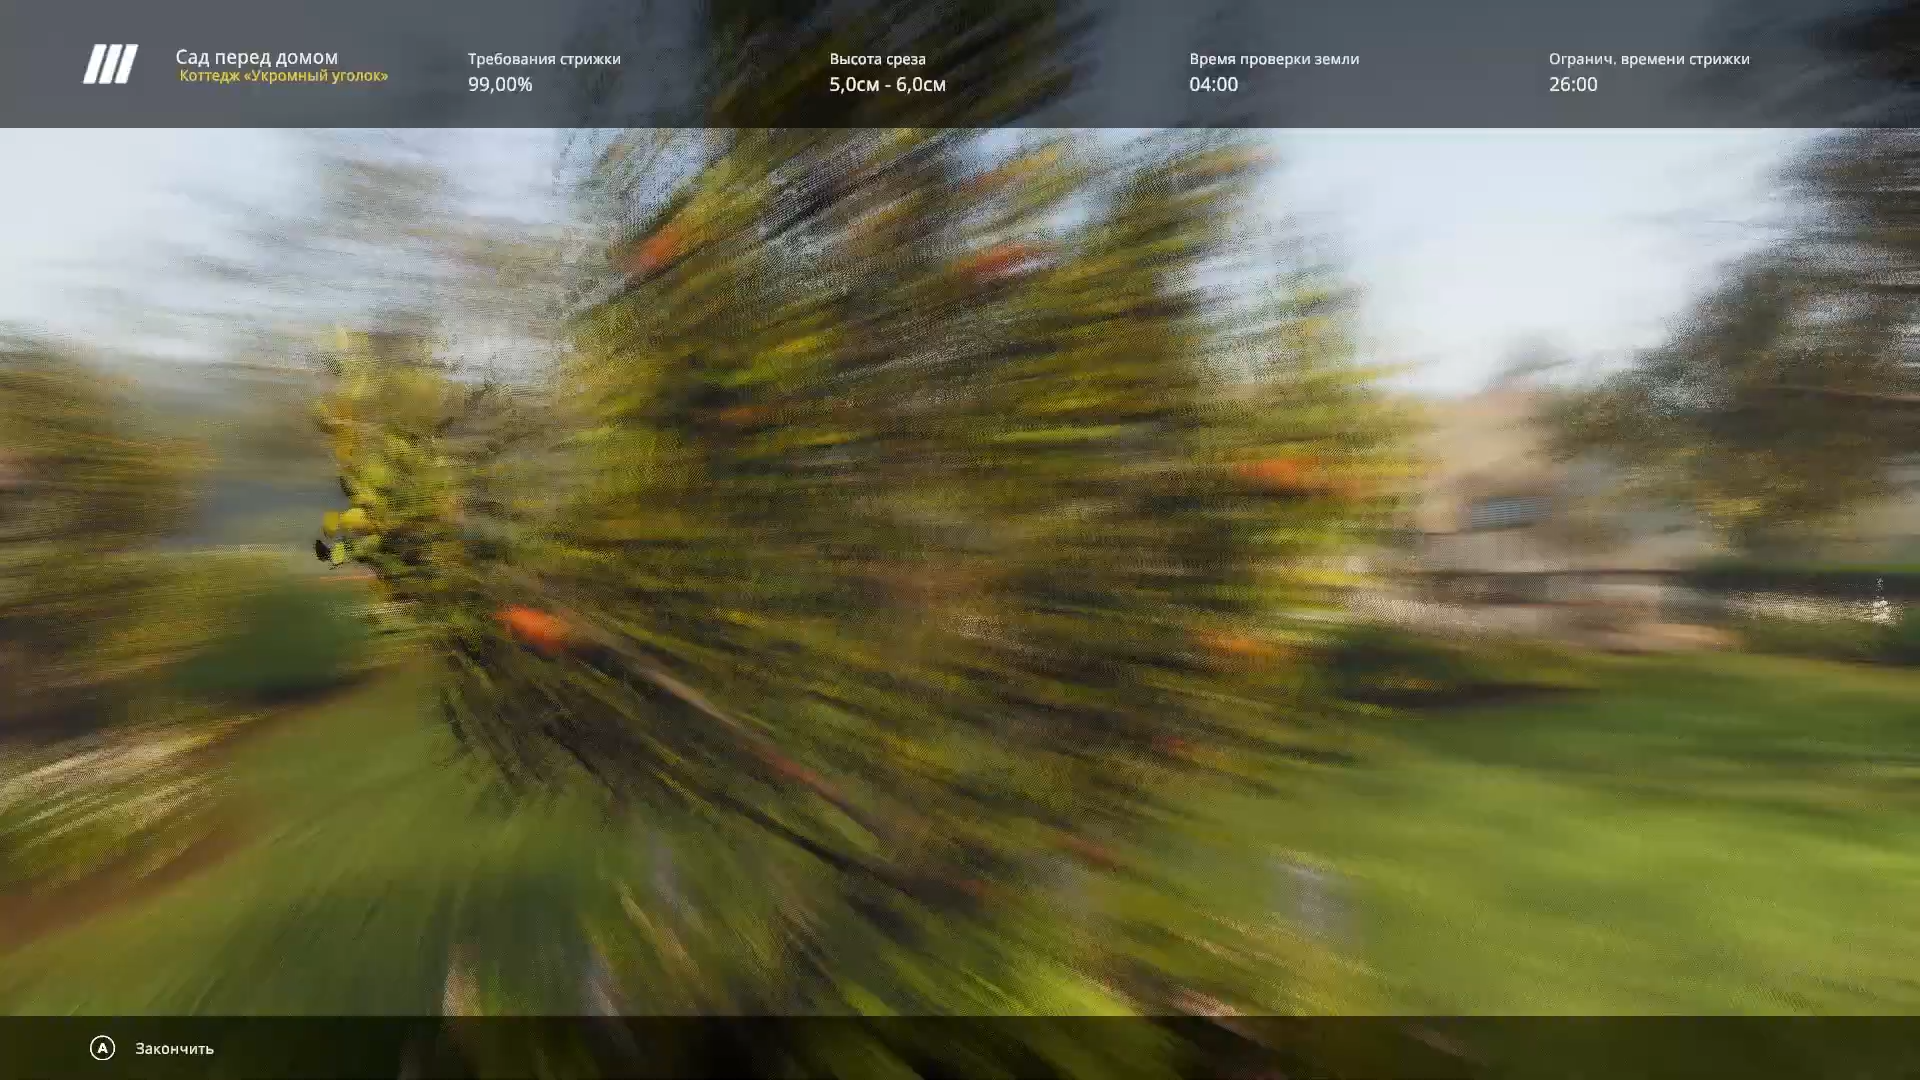 Сад перед домом
Коттедж «Укромный уголок»
Требования стрижки
99,00%
Высота среза
5,0см - 6,0см
Время проверки земли
04:00
Огранич. времени стрижки
26:00
A Закончить